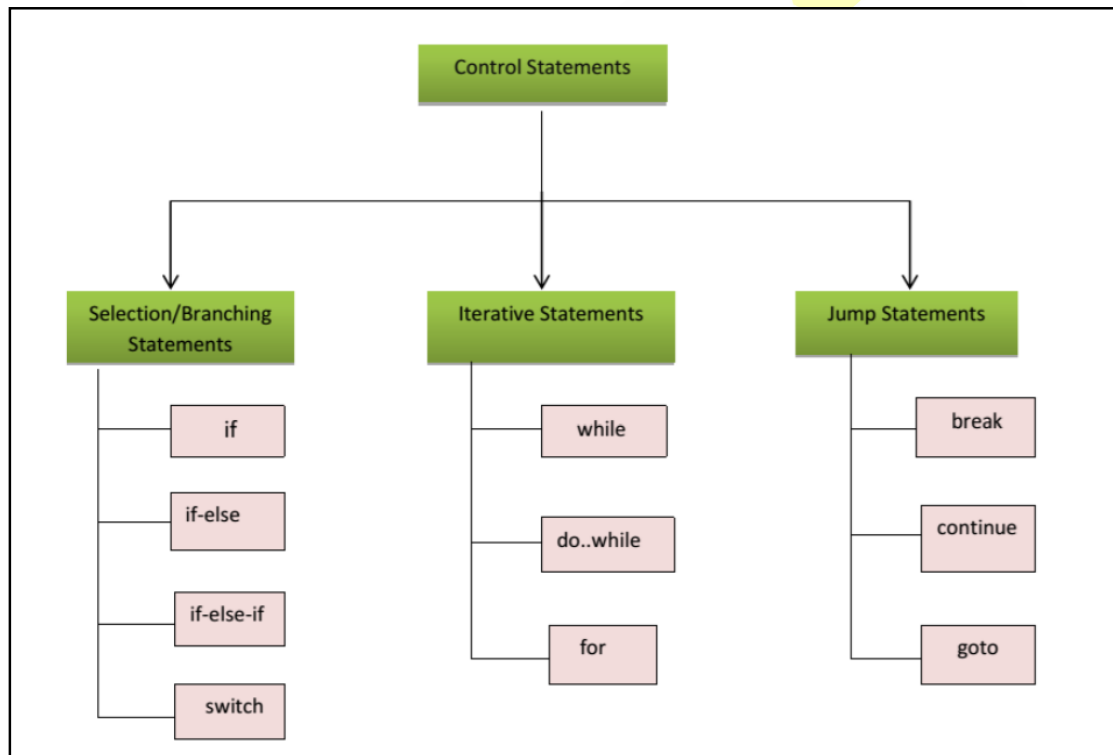 Control Statements
Selection/Branching
Statements
if
if-else
if-else-if
switch
Iterative Statements
while
do..while
for
Jump Statements
break
continue
goto